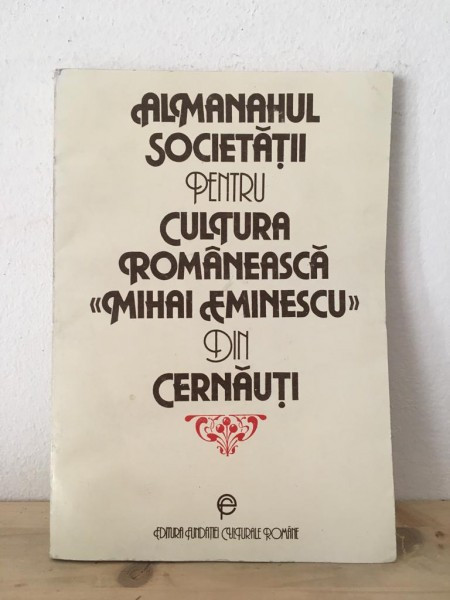 ALMANAHUL
SOCIETĂȚII
PENTRU
CULTURA
ROMÂNEASCĂ
«MIHAI EMINESCU»
DIN
CERNĂUȚI
EDITURA FUNDAȚIEI CULTURALE ROMÂNE